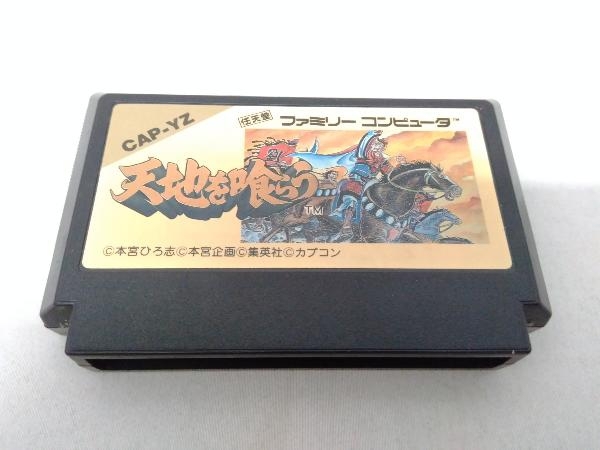 CAP-YZ
任天堂 ファミリー コンピュータ™
天地を喰らう
TM
©本宮ひろ志©本宮企画©集英社©カプコン